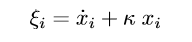 ξᵢ = ẋᵢ + κ xᵢ